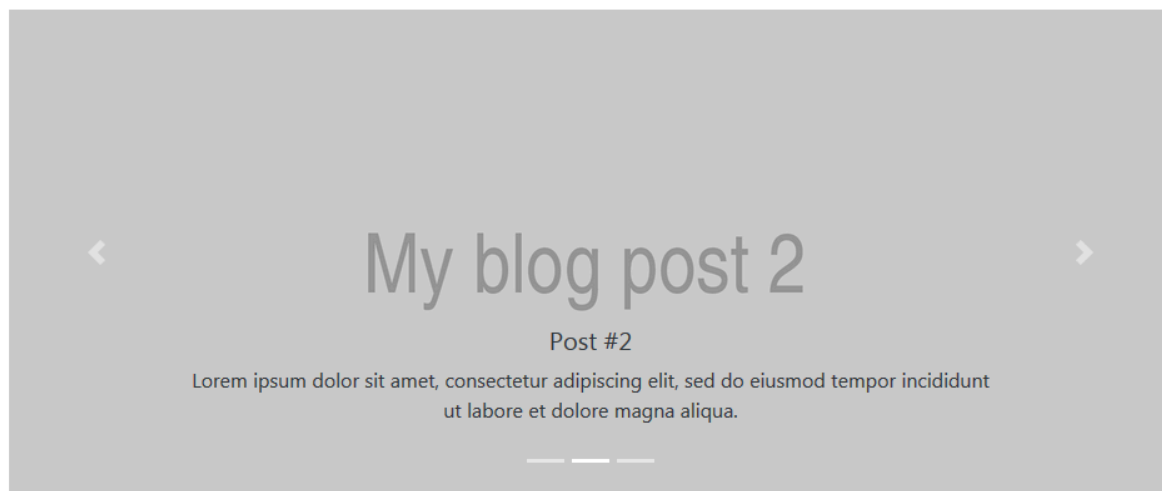 My blog post 2
Post #2
Lorem ipsum dolor sit amet, consectetur adipiscing elit, sed do eiusmod tempor incididunt
ut labore et dolore magna aliqua.